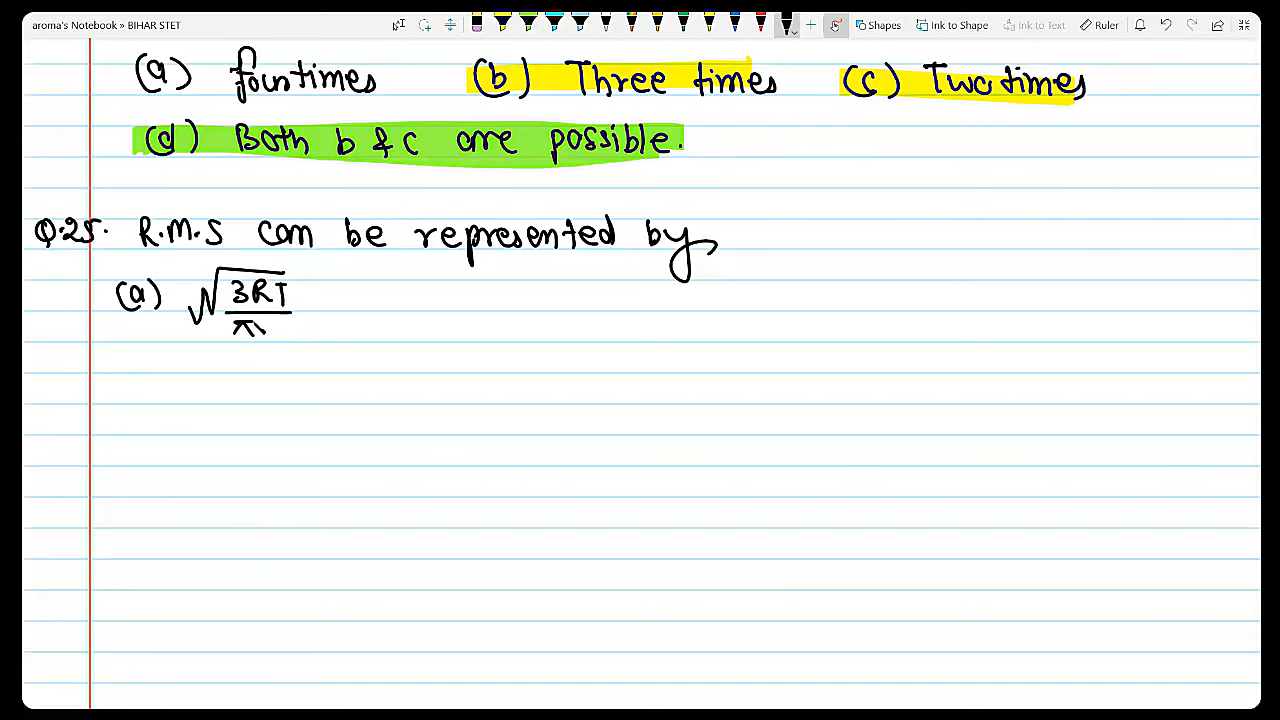 aroma's Notebook » BIHAR STET
Shapes Ink to Shape Ink to Text Ruler
(a) fourtimes (b) Three times (c) Two times
(d) Both b & c are possible.
Q.25. R.M.S can be represented by
(a) √3RT/π